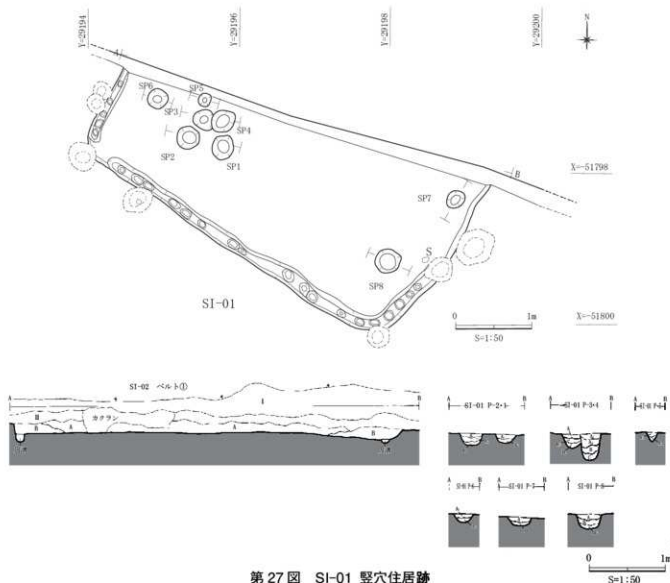 Y=29194
Y=29196
Y=29198
Y=29200
N
A
SP6
SP5
SP3
SP4
SP2
SP1
B
X=-51798
SP7
S
SP8
SI-01
0 1m
S=1:50
X=-51800
SI-02 ベルト①
A B
I
II
カクラン
A
B
A
B
A B
SI-01 P-2・1
A B
SI-01 P-3・4
A B
A B
A B
SI-01 P-7
A B
SI-01 P-8
0 1m
S=1:50
第27図 SI-01 竪穴住居跡